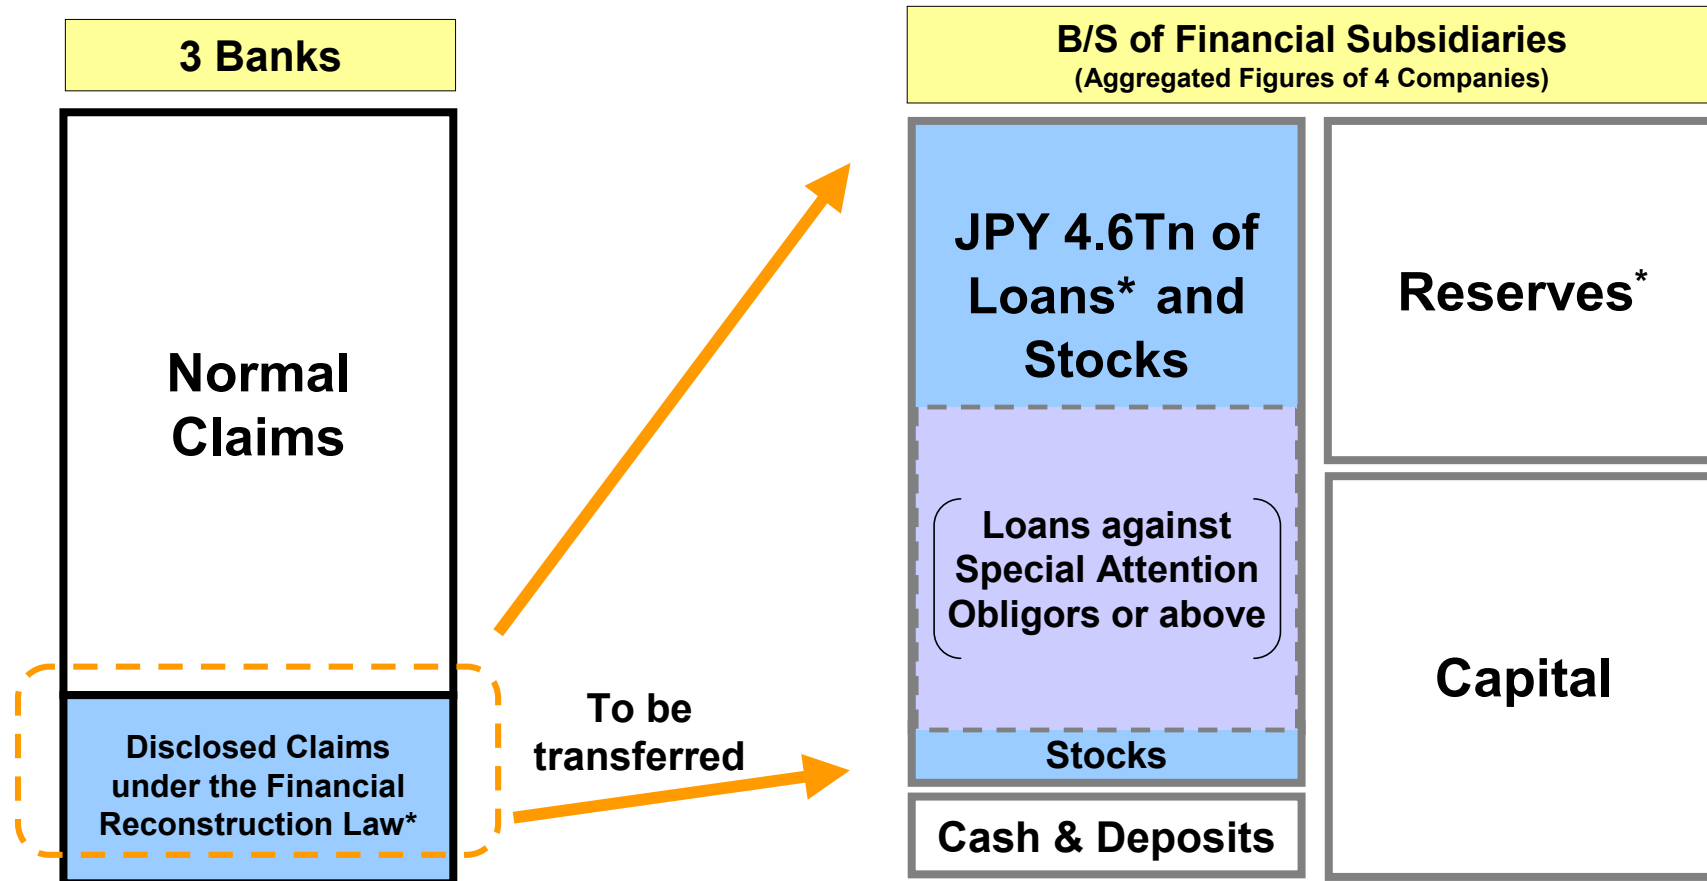 3 Banks
Normal
Claims
Disclosed Claims
under the Financial
Reconstruction Law*
To be
transferred
B/S of Financial Subsidiaries
(Aggregated Figures of 4 Companies)
JPY 4.6Tn of
Loans* and
Stocks
Loans against
Special Attention
Obligors or above
Stocks
Cash & Deposits
Reserves*
Capital